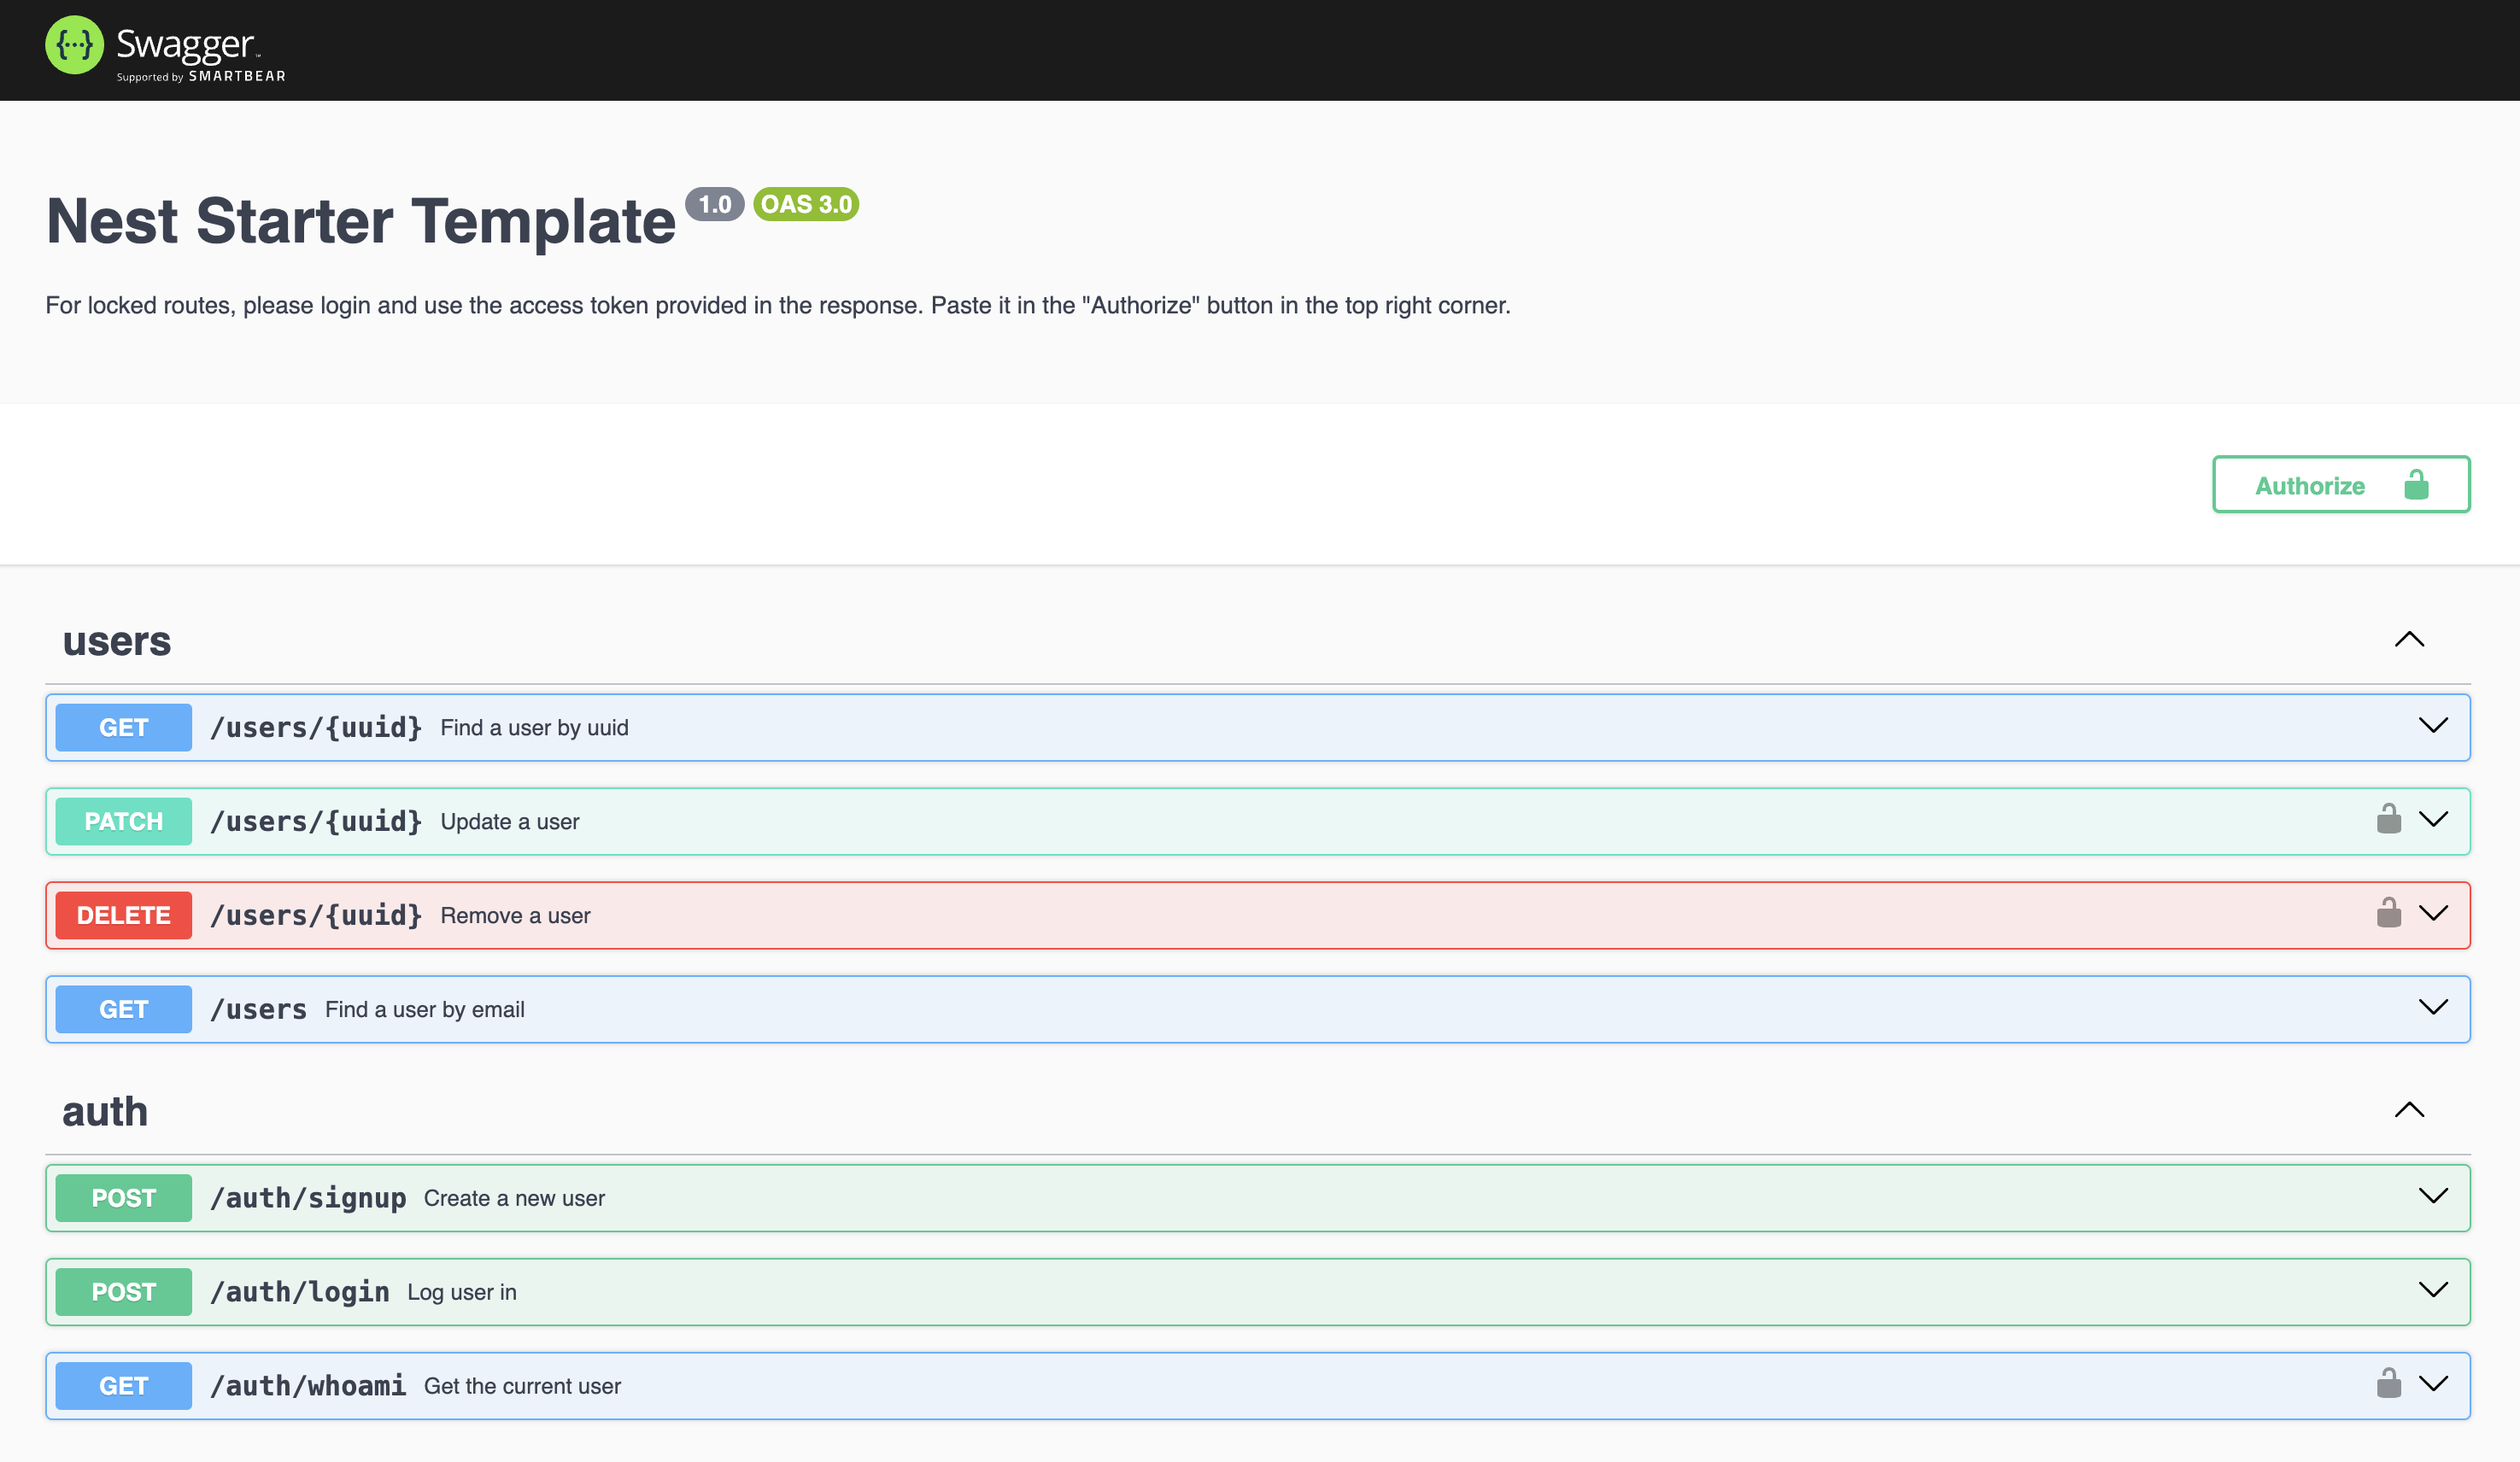 {···} Swagger™
Supported by SMARTBEAR
Nest Starter Template 1.0 OAS 3.0
For locked routes, please login and use the access token provided in the response. Paste it in the "Authorize" button in the top right corner.
Authorize
users
GET /users/{uuid} Find a user by uuid
PATCH /users/{uuid} Update a user
DELETE /users/{uuid} Remove a user
GET /users Find a user by email
auth
POST /auth/signup Create a new user
POST /auth/login Log user in
GET /auth/whoami Get the current user